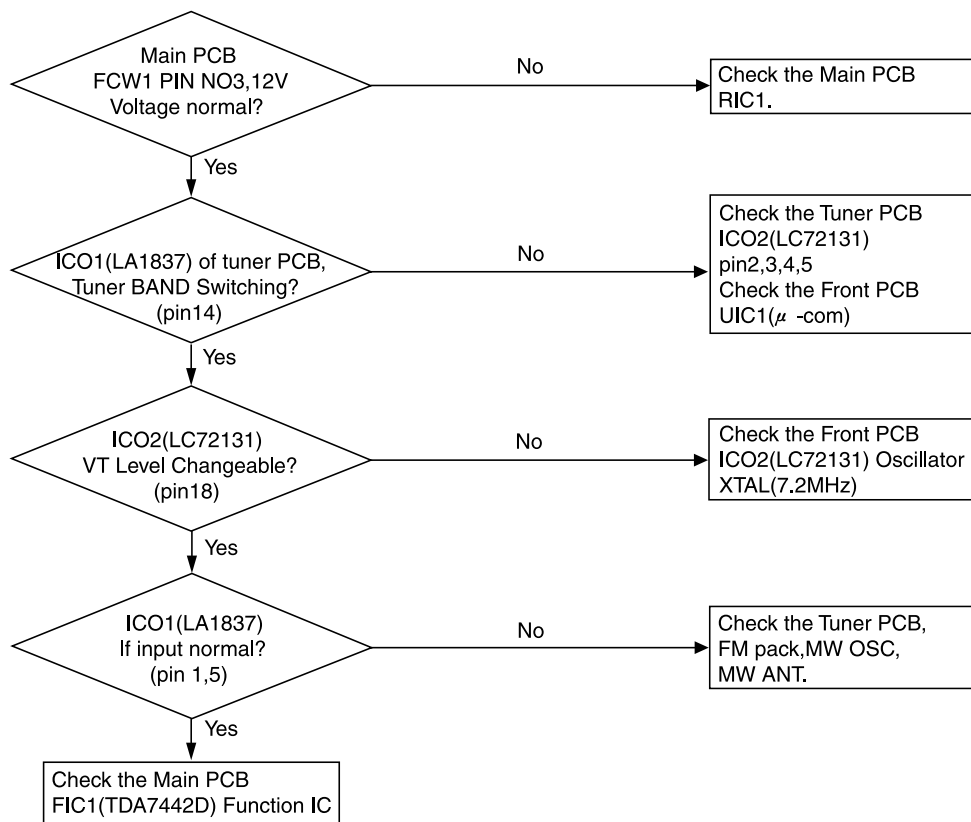 Main PCB
FCW1 PIN NO3,12V
Voltage normal?
No
Check the Main PCB
RIC1.
Yes
ICO1(LA1837) of tuner PCB,
Tuner BAND Switching?
(pin14)
No
Check the Tuner PCB
ICO2(LC72131)
pin2,3,4,5
Check the Front PCB
UIC1(μ -com)
Yes
ICO2(LC72131)
VT Level Changeable?
(pin18)
No
Check the Front PCB
ICO2(LC72131) Oscillator
XTAL(7.2MHz)
Yes
ICO1(LA1837)
If input normal?
(pin 1,5)
No
Check the Tuner PCB,
FM pack,MW OSC,
MW ANT.
Yes
Check the Main PCB
FIC1(TDA7442D) Function IC